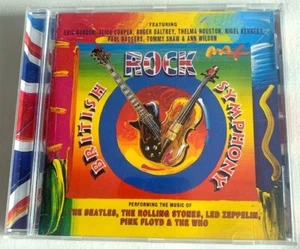 FEATURING
ERIC BURDON, ALICE COOPER, ROGER DALTREY, THELMA HOUSTON, NIGEL KENNEDY,
PAUL RODGERS, TOMMY SHAW & ANN WILSON
BRITISH
ROCK
SYMPHONY
PERFORMING THE MUSIC OF
THE BEATLES, THE ROLLING STONES, LED ZEPPELIN,
PINK FLOYD & THE WHO